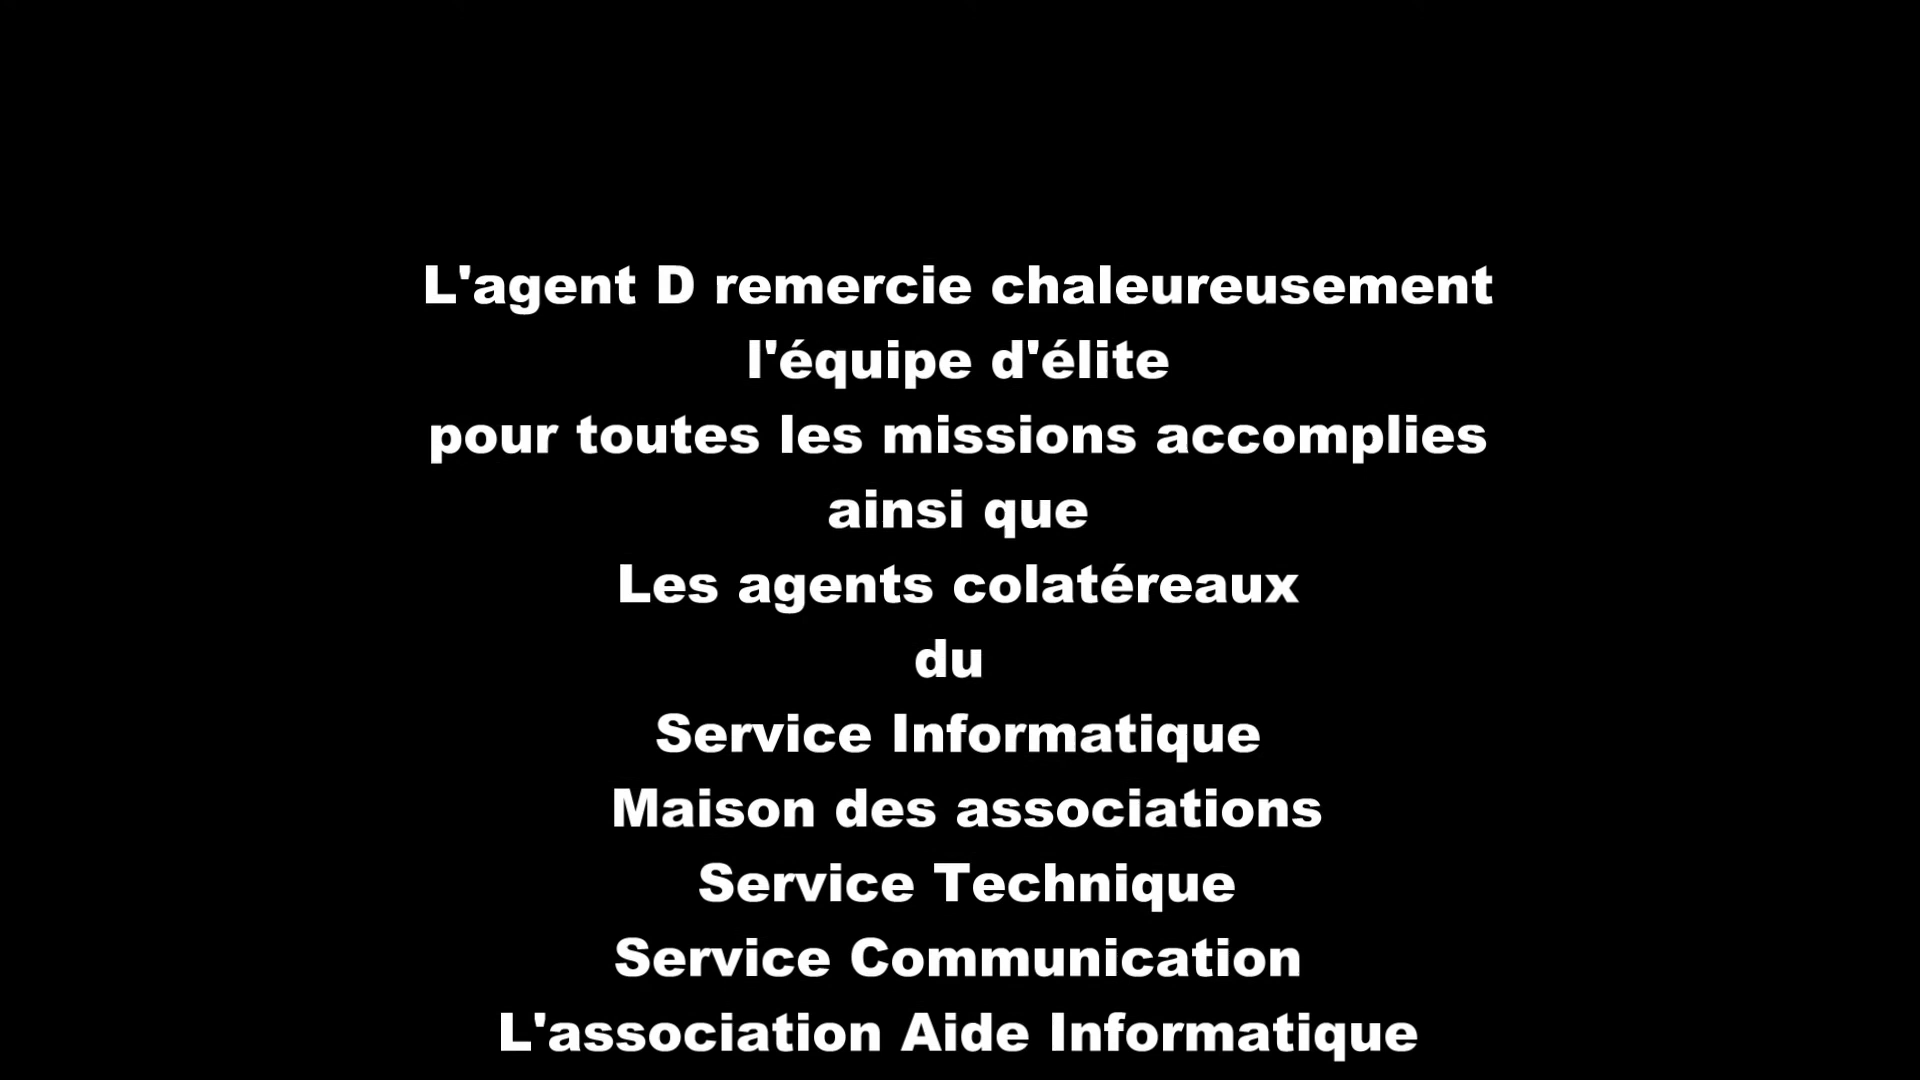 L'agent D remercie chaleureusement
l'équipe d'élite
pour toutes les missions accomplies
ainsi que
Les agents colatéreaux
du
Service Informatique
Maison des associations
Service Technique
Service Communication
L'association Aide Informatique